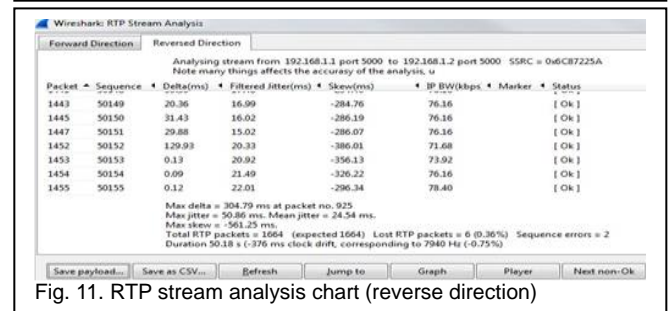 Wireshark: RTP Stream Analysis
Forward Direction Reversed Direction
Analysing stream from 192.168.1.1 port 5000 to 192.168.1.2 port 5000 SSRC = 0x6C87225A
Note many things affects the accurasy of the analysis, u
Packet Sequence Delta(ms) Filtered Jitter(ms) Skew(ms) IP BW(kbps Marker Status
1443 50149 20.36 16.99 -284.76 76.16 [ Ok ]
1445 50150 31.43 16.02 -286.19 76.16 [ Ok ]
1447 50151 29.88 15.02 -286.07 76.16 [ Ok ]
1452 50152 129.93 20.33 -386.01 71.68 [ Ok ]
1453 50153 0.13 20.92 -356.13 73.92 [ Ok ]
1454 50154 0.09 21.49 -326.22 76.16 [ Ok ]
1455 50155 0.12 22.01 -296.34 78.40 [ Ok ]
Max delta = 304.79 ms at packet no. 925
Max jitter = 50.86 ms. Mean jitter = 24.54 ms.
Max skew = -561.25 ms.
Total RTP packets = 1664 (expected 1664) Lost RTP packets = 6 (0.36%) Sequence errors = 2
Duration 50.18 s (-376 ms clock drift, corresponding to 7940 Hz (-0.75%)
Save payload... Save as CSV... Refresh Jump to Graph Player Next non-Ok
Fig. 11. RTP stream analysis chart (reverse direction)